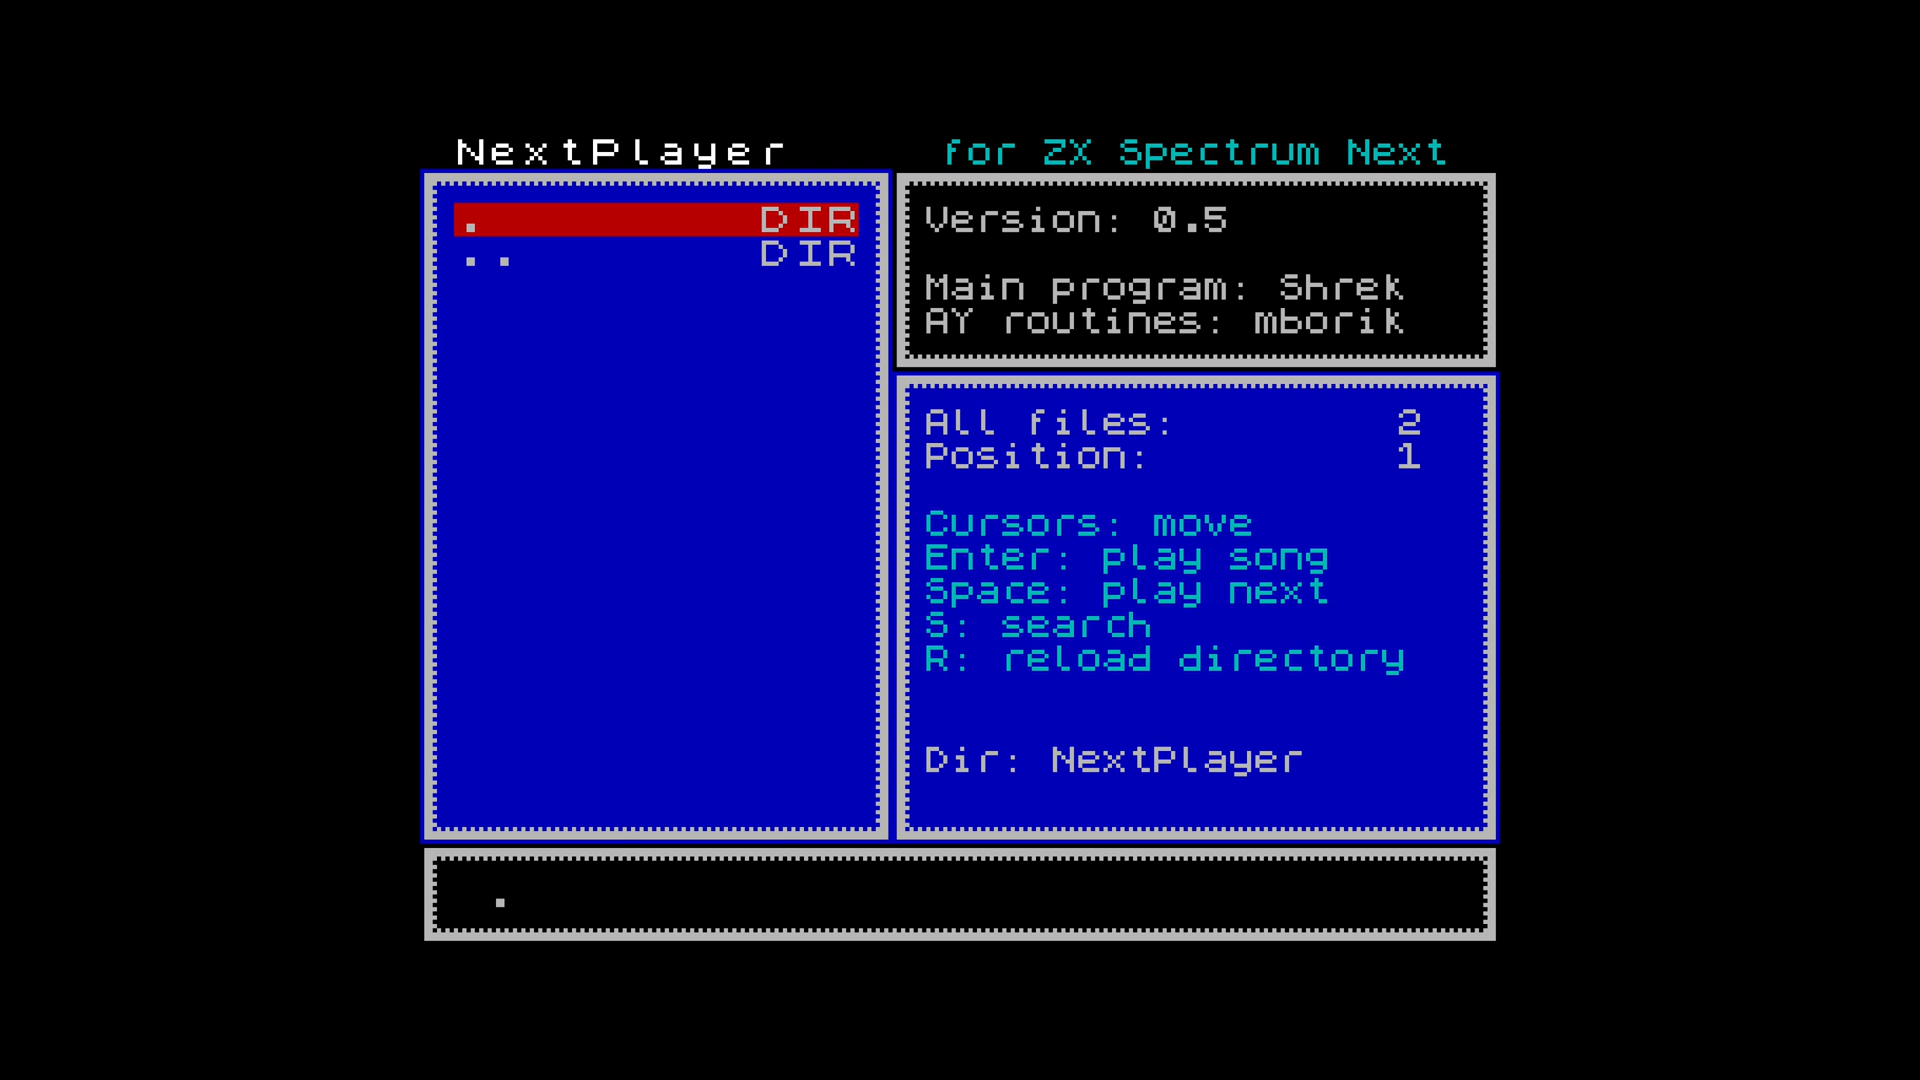 NextPlayer for ZX Spectrum Next
. DIR
.. DIR
Version: 0.5
Main program: Shrek
AY routines: mborik
All files: 2
Position: 1
Cursors: move
Enter: play song
Space: play next
S: search
R: reload directory
Dir: NextPlayer
.